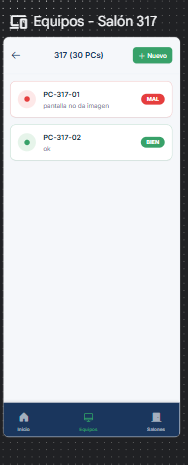 Equipos - Salón 317
317 (30 PCs)
+ Nuevo
PC-317-01
pantalla no da imagen
MAL
PC-317-02
ok
BIEN
Inicio
Equipos
Salones